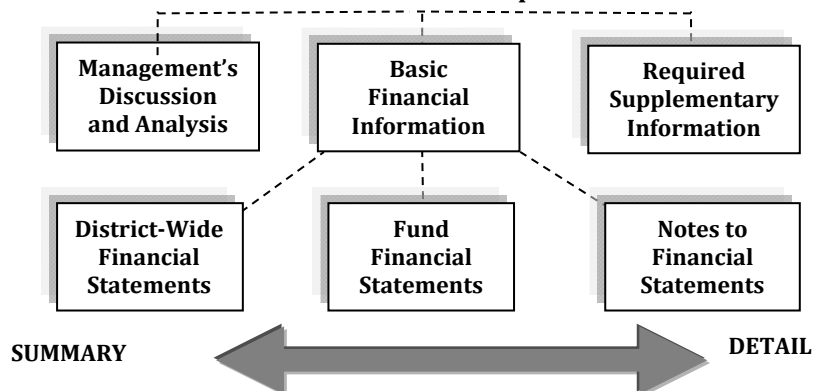 Management’s
Discussion
and Analysis
Basic
Financial
Information
Required
Supplementary
Information
District-Wide
Financial
Statements
Fund
Financial
Statements
Notes to
Financial
Statements
SUMMARY
DETAIL